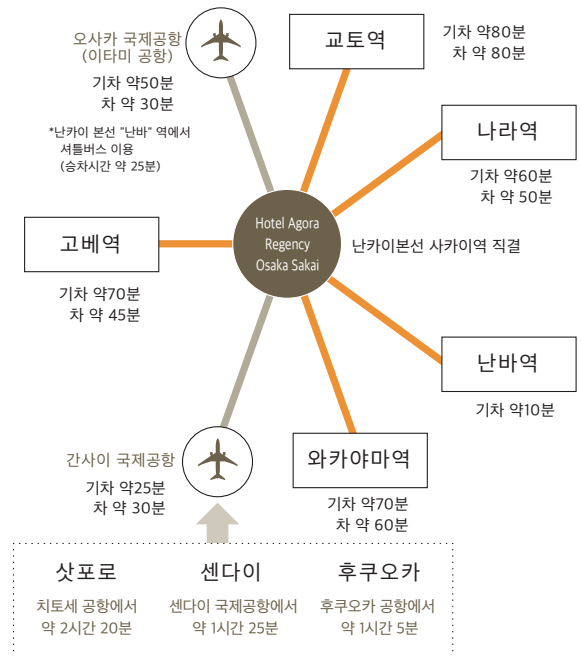 오사카 국제공항
(이타미 공항)
기차 약50분
차 약 30분
*난카이 본선 "난바" 역에서
셔틀버스 이용
(승차시간 약 25분)
교토역
기차 약80분
차 약 80분
나라역
기차 약60분
차 약 50분
고베역
기차 약70분
차 약 45분
Hotel Agora
Regency
Osaka Sakai
난카이본선 사카이역 직결
난바역
기차 약10분
간사이 국제공항
기차 약25분
차 약 30분
와카야마역
기차 약70분
차 약 60분
삿포로
치토세 공항에서
약 2시간 20분
센다이
센다이 국제공항에서
약 1시간 25분
후쿠오카
후쿠오카 공항에서
약 1시간 5분